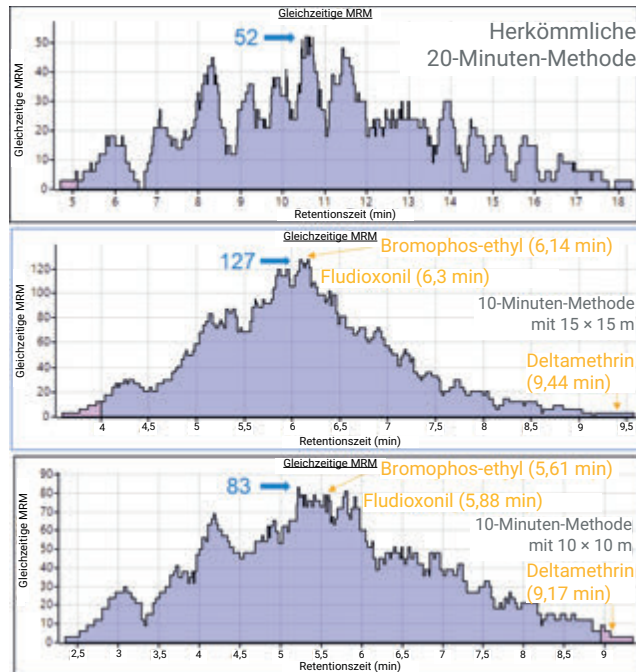 Gleichzeitige MRM
Herkömmliche
20-Minuten-Methode
52
Gleichzeitige MRM
50
40
30
20
10
0
5 6 7 8 9 10 11 12 13 14 15 16 17 18
Retentionszeit (min)
Gleichzeitige MRM
Bromophos-ethyl (6,14 min)
127
Fludioxonil (6,3 min)
10-Minuten-Methode
mit 15 × 15 m
Deltamethrin
(9,44 min)
Gleichzeitige MRM
120
100
80
60
40
20
0
4 4,5 5 5,5 6 6,5 7 7,5 8 8,5 9 9,5
Retentionszeit (min)
Gleichzeitige MRM
Bromophos-ethyl (5,61 min)
83
Fludioxonil (5,88 min)
10-Minuten-Methode
mit 10 × 10 m
Deltamethrin
(9,17 min)
Gleichzeitige MRM
90
80
70
60
50
40
30
20
10
0
2,5 3 3,5 4 4,5 5 5,5 6 6,5 7 7,5 8 8,5 9
Retentionszeit (min)